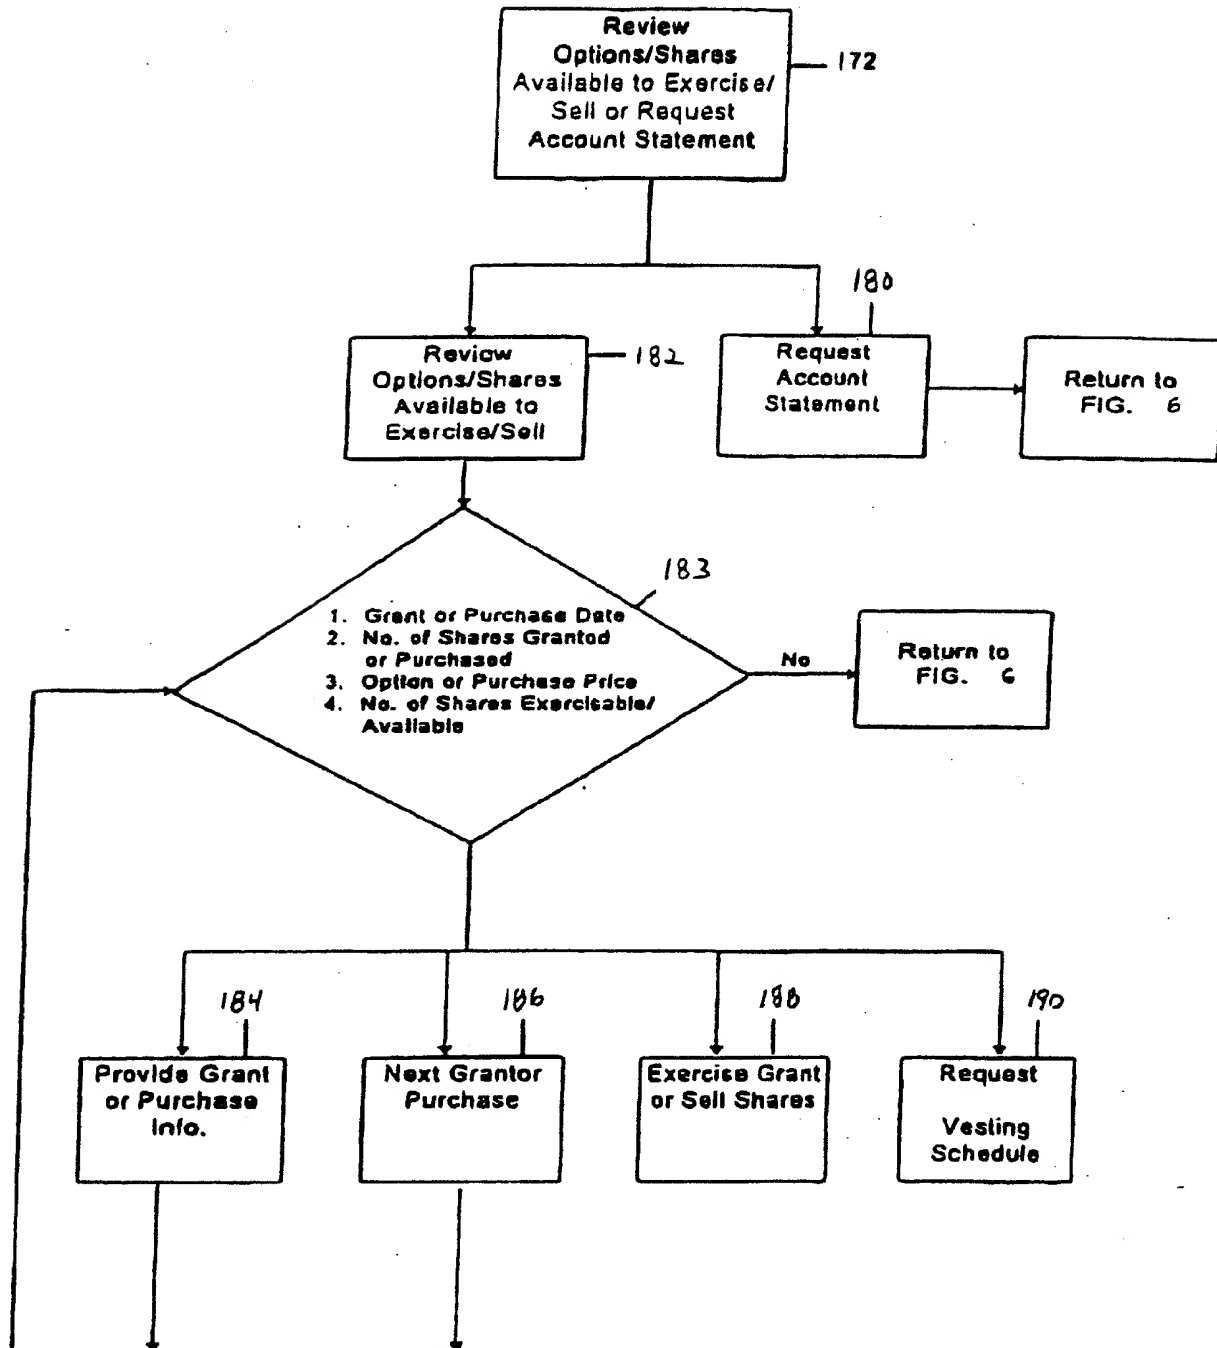 Review
Options/Shares
Available to Exercise/
Sell or Request
Account Statement
172
180
Review
Options/Shares
Available to
Exercise/Sell
182
Request
Account
Statement
Return to
FIG. 6
183
1. Grant or Purchase Date
2. No. of Shares Granted
or Purchased
3. Option or Purchase Price
4. No. of Shares Exercisable/
Available
No
Return to
FIG. 6
184
186
188
190
Provide Grant
or Purchase
Info.
Next Grantor
Purchase
Exercise Grant
or Sell Shares
Request
Vesting
Schedule